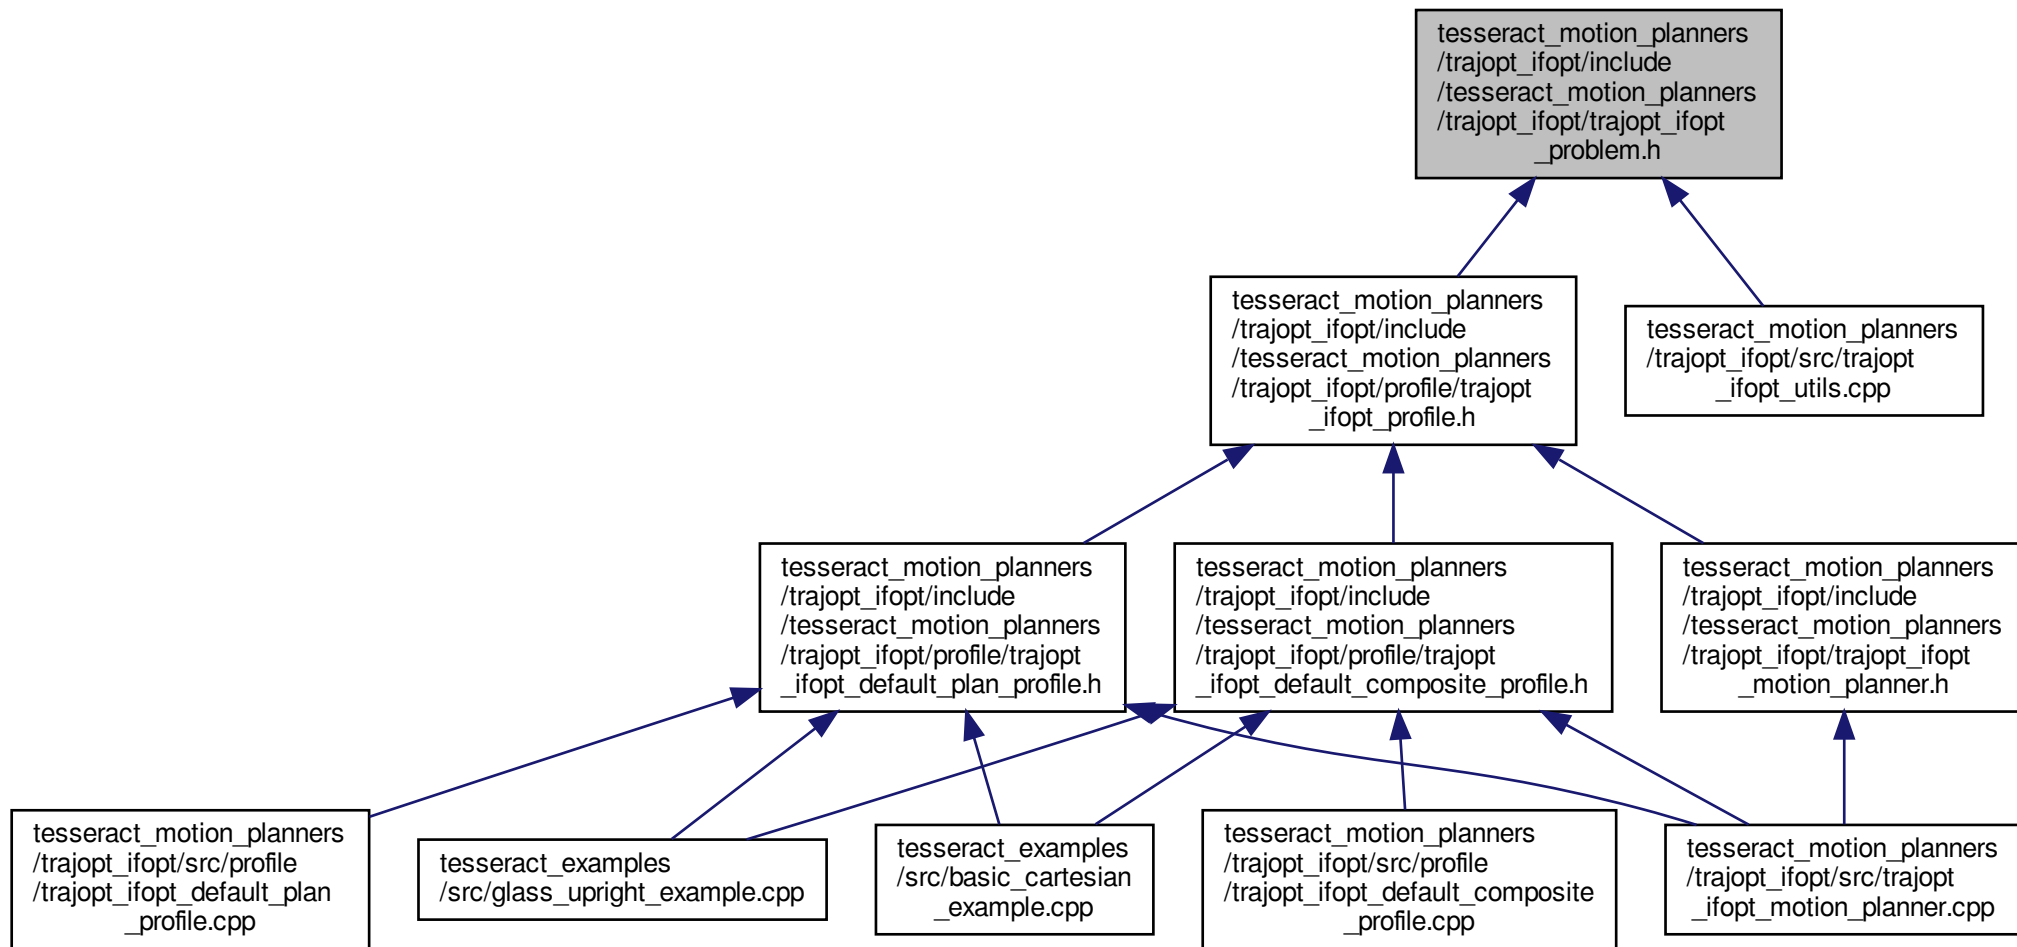 tesseract_motion_planners
/trajopt_ifopt/include
/tesseract_motion_planners
/trajopt_ifopt/trajopt_ifopt
_problem.h
tesseract_motion_planners
/trajopt_ifopt/include
/tesseract_motion_planners
/trajopt_ifopt/profile/trajopt
_ifopt_profile.h
tesseract_motion_planners
/trajopt_ifopt/src/trajopt
_ifopt_utils.cpp
tesseract_motion_planners
/trajopt_ifopt/include
/tesseract_motion_planners
/trajopt_ifopt/profile/trajopt
_ifopt_default_plan_profile.h
tesseract_motion_planners
/trajopt_ifopt/include
/tesseract_motion_planners
/trajopt_ifopt/profile/trajopt
_ifopt_default_composite_profile.h
tesseract_motion_planners
/trajopt_ifopt/include
/tesseract_motion_planners
/trajopt_ifopt/trajopt_ifopt
_motion_planner.h
tesseract_motion_planners
/trajopt_ifopt/src/profile
/trajopt_ifopt_default_plan
_profile.cpp
tesseract_examples
/src/glass_upright_example.cpp
tesseract_examples
/src/basic_cartesian
_example.cpp
tesseract_motion_planners
/trajopt_ifopt/src/profile
/trajopt_ifopt_default_composite
_profile.cpp
tesseract_motion_planners
/trajopt_ifopt/src/trajopt
_ifopt_motion_planner.cpp